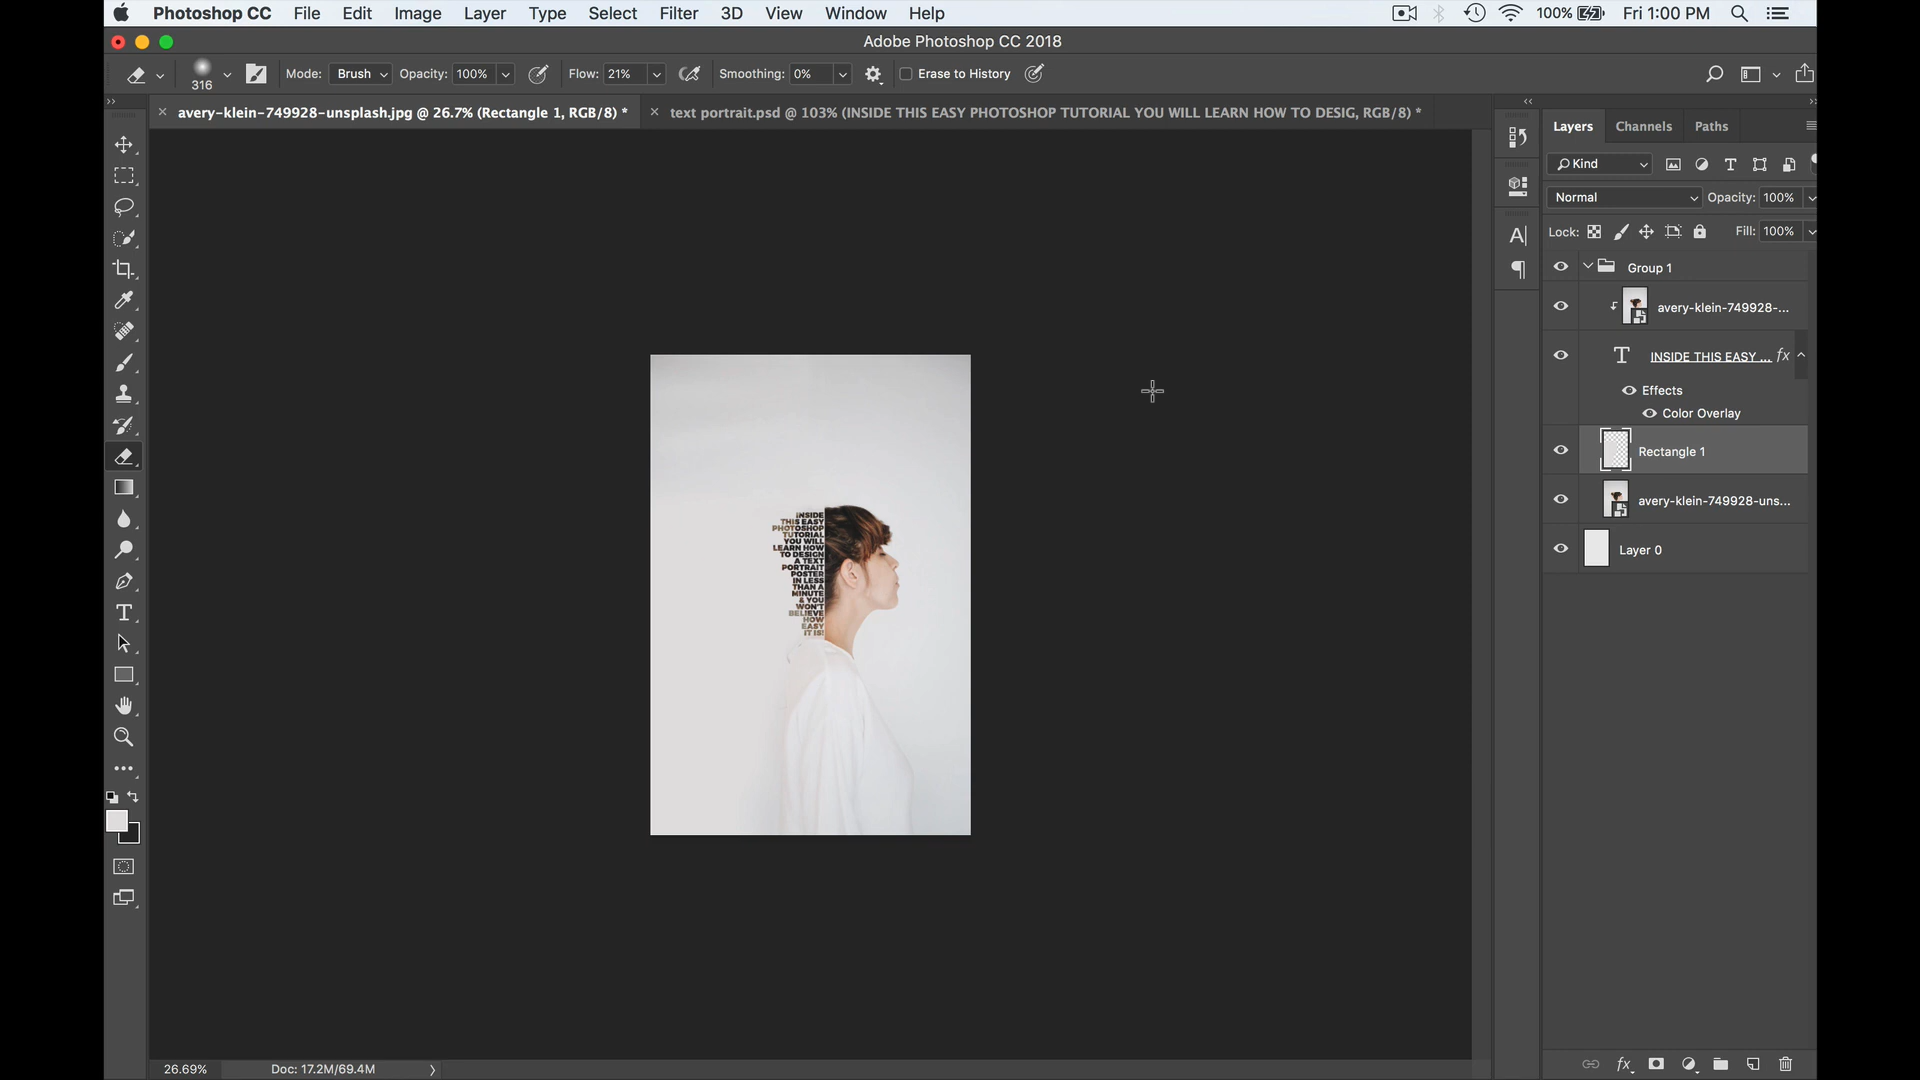 Photoshop CC File Edit Image Layer Type Select Filter 3D View Window Help 100% Fri 1:00 PM
Adobe Photoshop CC 2018
316 Mode: Brush Opacity: 100% Flow: 21% Smoothing: 0% Erase to History
avery-klein-749928-unsplash.jpg @ 26.7% (Rectangle 1, RGB/8) * text portrait.psd @ 103% (INSIDE THIS EASY PHOTOSHOP TUTORIAL YOU WILL LEARN HOW TO DESIG, RGB/8) *
Layers Channels Paths
Kind
Normal Opacity: 100%
Lock: Fill: 100%
Group 1
avery-klein-749928-...
INSIDE THIS EASY ... fx
Effects
Color Overlay
Rectangle 1
avery-klein-749928-uns...
Layer 0
INSIDE
THIS EASY
PHOTOSHOP
TUTORIAL
YOU WILL
LEARN HOW
TO DESIGN
A TEXT
PORTRAIT
POSTER
IN LESS
THAN A
MINUTE
& YOU
WON'T
BELIEVE
HOW
EASY
IT IS!
26.69% Doc: 17.2M/69.4M
fx